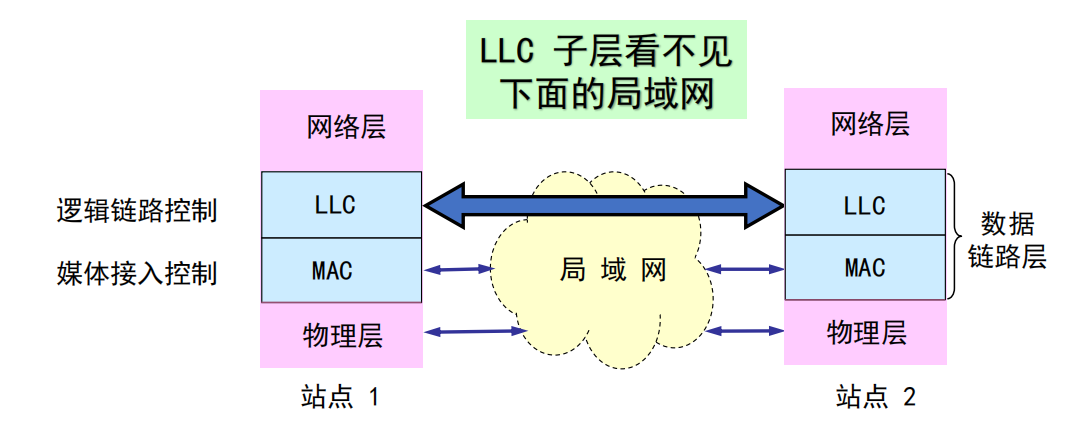 LLC 子层看不见
下面的局域网
网络层
网络层
逻辑链路控制
LLC
LLC
数据
链路层
媒体接入控制
MAC
局 域 网
MAC
物理层
物理层
站点 1
站点 2